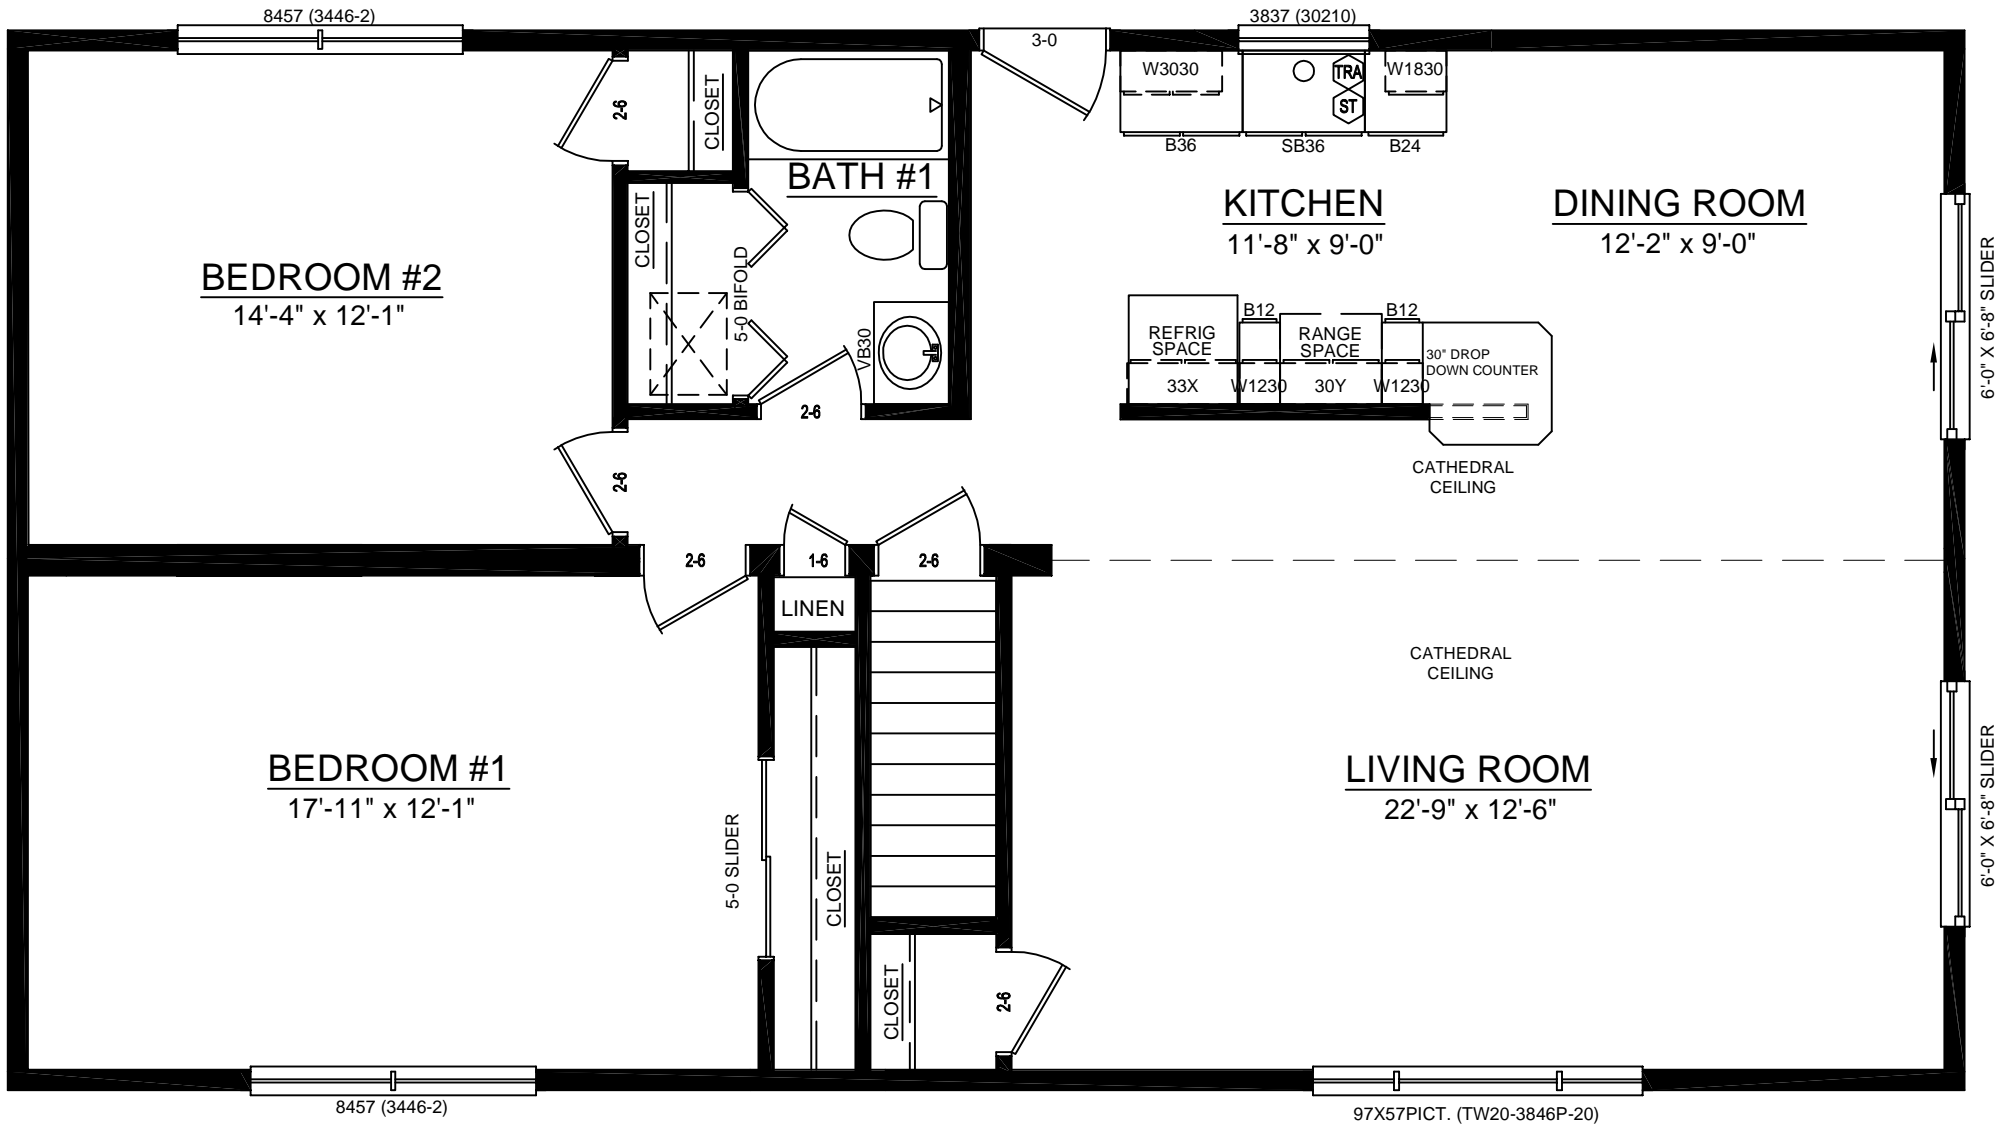 8457 (3446-2)
3837 (30210)
3-0
W3030
TRA
W1830
ST
B36
SB36
B24
2-6
CLOSET
BATH #1
CLOSET
5-0 BIFOLD
VB30
2-6
KITCHEN
11'-8" x 9'-0"
DINING ROOM
12'-2" x 9'-0"
6'-0" X 6'-8" SLIDER
BEDROOM #2
14'-4" x 12'-1"
REFRIG
SPACE
33X
B12
W1230
RANGE
SPACE
30Y
B12
W1230
30" DROP
DOWN COUNTER
CATHEDRAL
CEILING
2-6
2-6
1-6
2-6
LINEN
CATHEDRAL
CEILING
BEDROOM #1
17'-11" x 12'-1"
5-0 SLIDER
CLOSET
LIVING ROOM
22'-9" x 12'-6"
6'-0" X 6'-8" SLIDER
CLOSET
2-6
8457 (3446-2)
97X57PICT. (TW20-3846P-20)